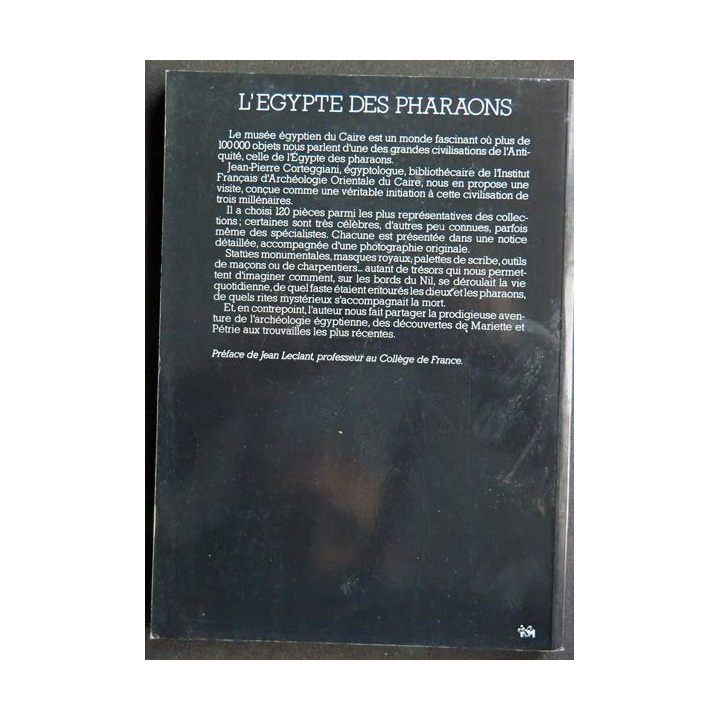 L'EGYPTE DES PHARAONS
Le musée égyptien du Caire est un monde fascinant où plus de
100 000 objets nous parlent d'une des grandes civilisations de l'Anti-
quité, celle de l'Égypte des pharaons.
Jean-Pierre Corteggiani, égyptologue, bibliothécaire de l'Institut
Français d'Archéologie Orientale du Caire, nous en propose une
visite, conçue comme une véritable initiation à cette civilisation de
trois millénaires.
Il a choisi 120 pièces parmi les plus représentatives des collec-
tions ; certaines sont très célèbres, d'autres peu connues, parfois
même des spécialistes. Chacune est présentée dans une notice
détaillée, accompagnée d'une photographie originale.
Statues monumentales, masques royaux, palettes de scribe, outils
de maçons ou de charpentiers... autant de trésors qui nous permet-
tent d'imaginer comment, sur les bords du Nil, se déroulait la vie
quotidienne, de quel faste étaient entourés les dieux et les pharaons,
de quels rites mystérieux s'accompagnait la mort.
Et, en contrepoint, l'auteur nous fait partager la prodigieuse aven-
ture de l'archéologie égyptienne, des découvertes de Mariette et
Pétrie aux trouvailles les plus récentes.
Préface de Jean Leclant, professeur au Collège de France.